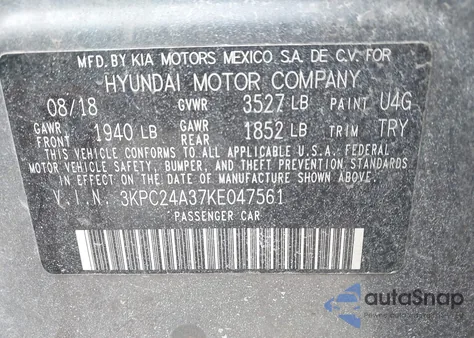 MFD. BY KIA MOTORS MEXICO S.A. DE C.V. FOR
HYUNDAI MOTOR COMPANY
08/18 GVWR 3527 LB PAINT U4G
GAWR FRONT 1940 LB GAWR REAR 1852 LB TRIM TRY
THIS VEHICLE CONFORMS TO ALL APPLICABLE U.S.A. FEDERAL
MOTOR VEHICLE SAFETY, BUMPER, AND THEFT PREVENTION STANDARDS
IN EFFECT ON THE DATE OF MANUFACTURE SHOWN ABOVE.
V.I.N. 3KPC24A37KE047561
PASSENGER CAR
autoSnap